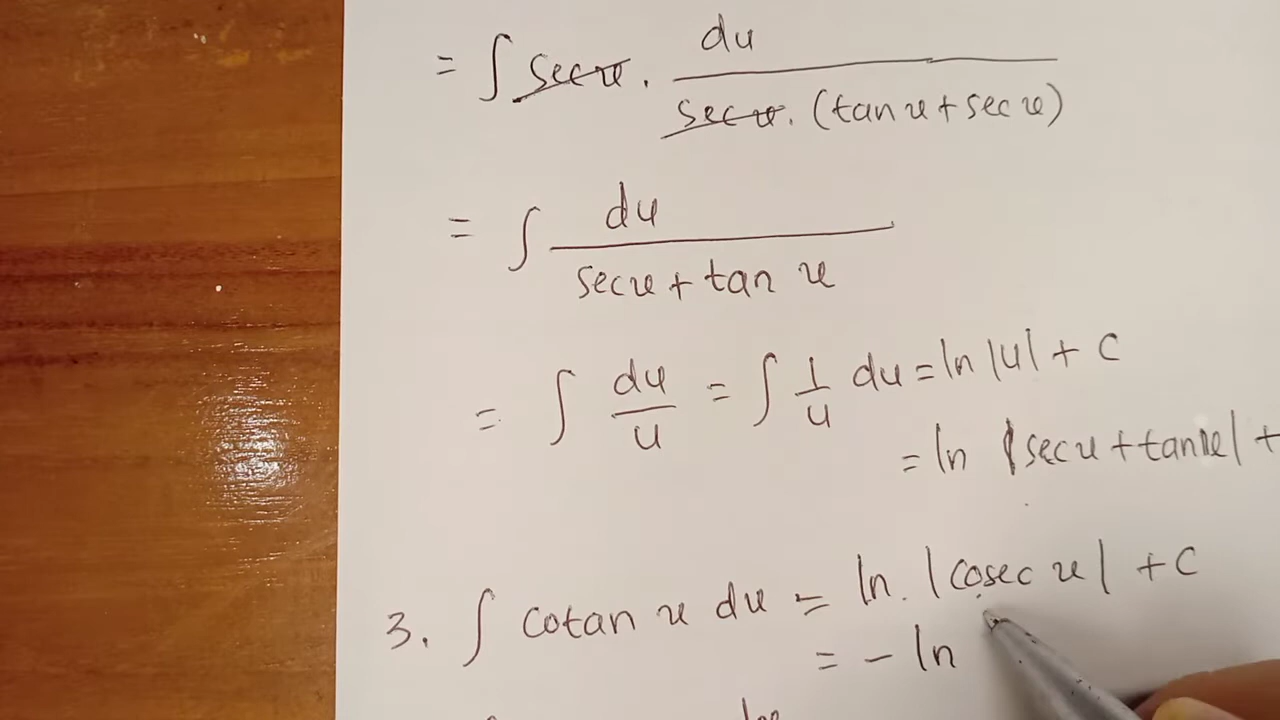 = ∫ sec x . du / sec x . (tan x + sec x)
= ∫ du / sec x + tan x
= ∫ du / u = ∫ 1 / u du = ln |u| + c
= ln |sec x + tan x| +
3. ∫ cotan x dx = ln . |cosec x| + c
= - ln